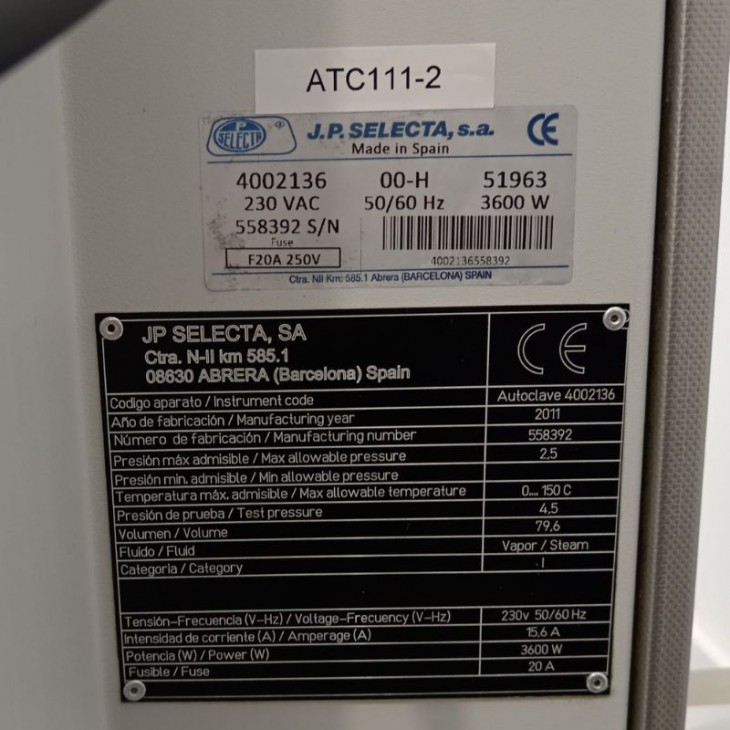 ATC111-2
J.P. SELECTA, s.a. CE
SELECTA
Made in Spain
4002136 00-H 51963
230 VAC 50/60 Hz 3600 W
558392 S/N
Fuse
F20A 250V
4002136558392
Ctra. NII Km: 585.1 Abrera (BARCELONA) SPAIN
JP SELECTA, SA
Ctra. N-II km 585.1
08630 ABRERA (Barcelona) Spain
CE
Codigo aparato / Instrument code Autoclave 4002136
Año de fabricación / Manufacturing year 2011
Número de fabricación / Manufacturing number 558392
Presión máx admisible / Max allowable pressure 2,5
Presión min. admisible / Min allowable pressure
Temperatura máx. admisible / Max allowable temperature 0.... 150 C
Presión de prueba / Test pressure 4,5
Volumen / Volume 79,6
Fluido / Fluid Vapor / Steam
Categoria / Category I
Tensión-Frecuencia (V-Hz) / Voltage-Frecuency (V-Hz) 230v 50/60 Hz
Intensidad de corriente (A) / Amperage (A) 15,6 A
Potencia (W) / Power (W) 3600 W
Fusible / Fuse 20 A